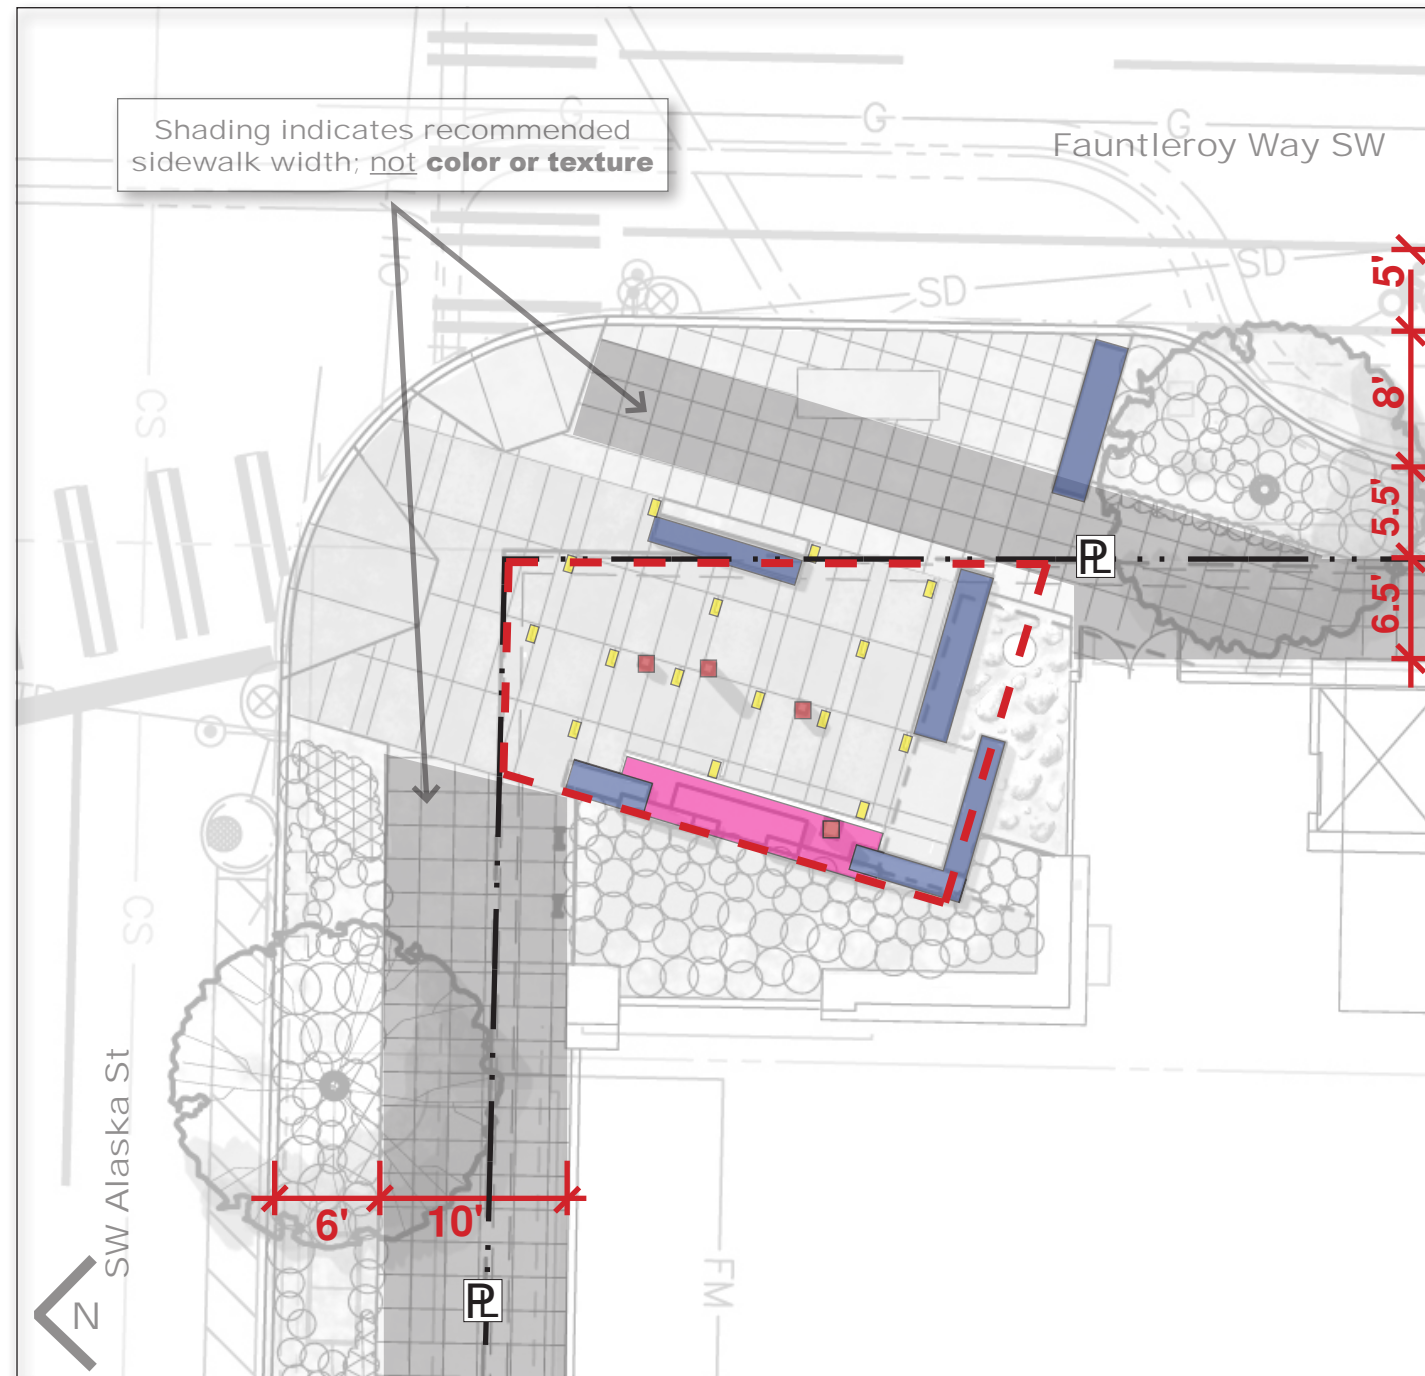 Shading indicates recommended
sidewalk width; not color or texture
Fauntleroy Way SW
G
G
G
HO
SD
SD
CS
5'
8'
5.5'
6.5'
PL
CS
SW Alaska St
6'
10'
N
PL
FM